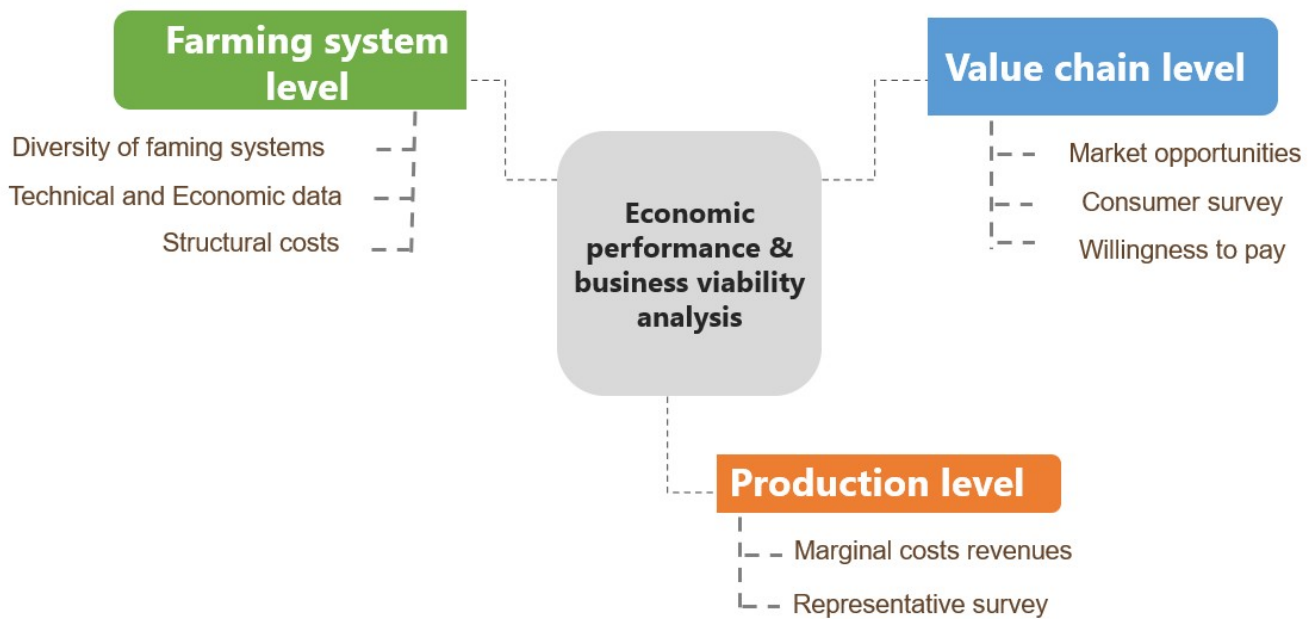 Farming system
level
Diversity of faming systems
Technical and Economic data
Structural costs
Value chain level
Market opportunities
Consumer survey
Willingness to pay
Economic
performance &
business viability
analysis
Production level
Marginal costs revenues
Representative survey